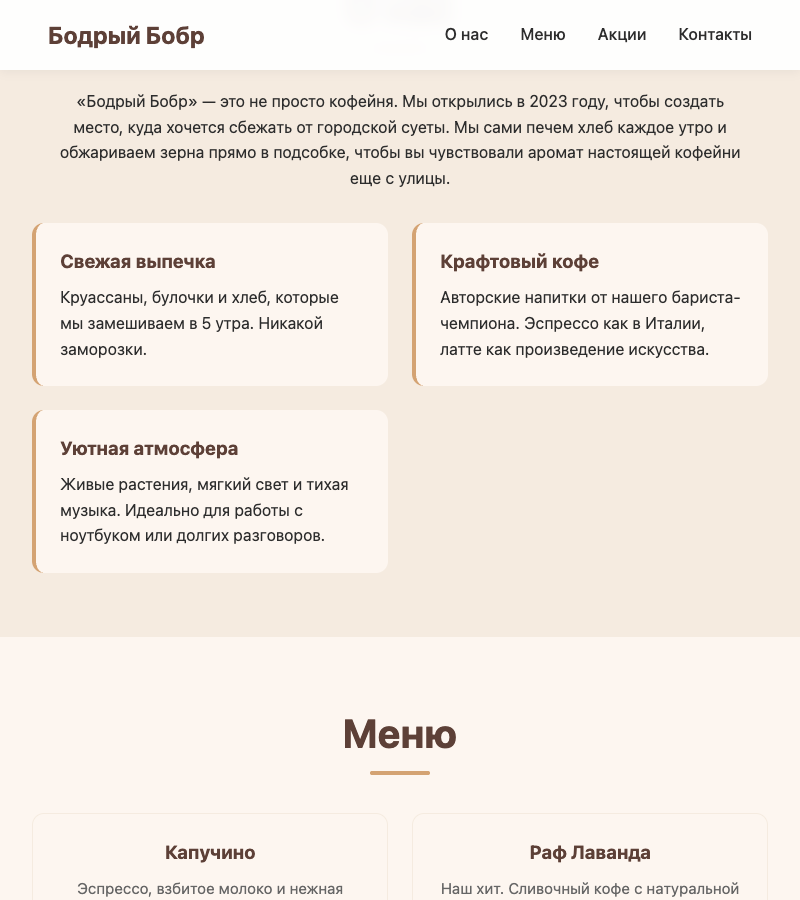 Бодрый Бобр
О нас
Меню
Акции
Контакты
«Бодрый Бобр» — это не просто кофейня. Мы открылись в 2023 году, чтобы создать
место, куда хочется сбежать от городской суеты. Мы сами печем хлеб каждое утро и
обжариваем зерна прямо в подсобке, чтобы вы чувствовали аромат настоящей кофейни
еще с улицы.
Свежая выпечка
Круассаны, булочки и хлеб, которые
мы замешиваем в 5 утра. Никакой
заморозки.
Крафтовый кофе
Авторские напитки от нашего бариста-
чемпиона. Эспрессо как в Италии,
латте как произведение искусства.
Уютная атмосфера
Живые растения, мягкий свет и тихая
музыка. Идеально для работы с
ноутбуком или долгих разговоров.
Меню
Капучино
Эспрессо, взбитое молоко и нежная
Раф Лаванда
Наш хит. Сливочный кофе с натуральной